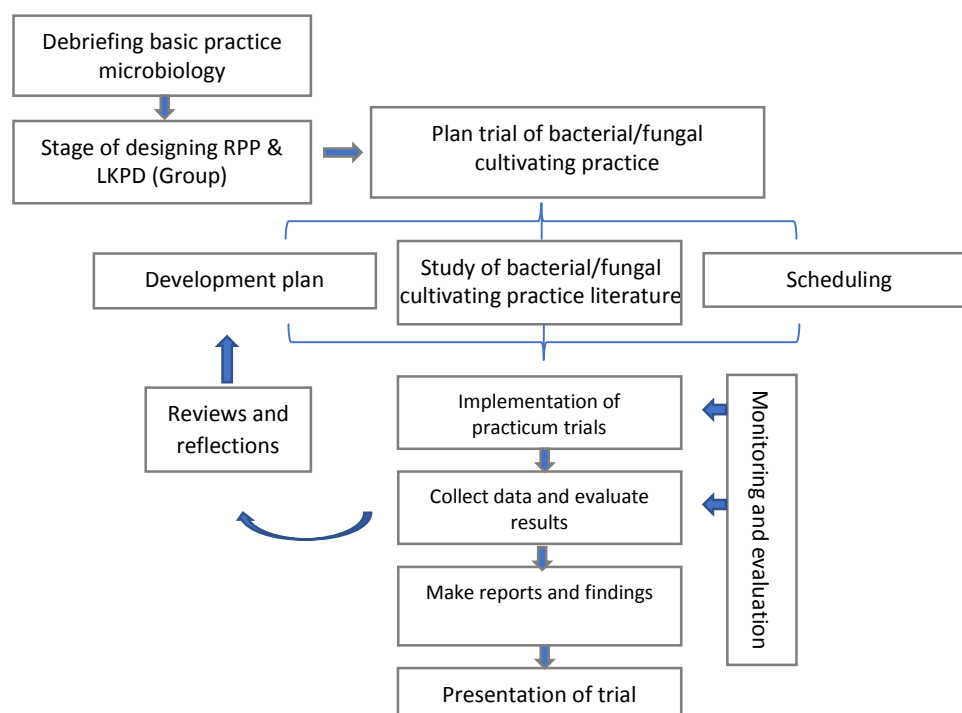 Debriefing basic practice
microbiology
Stage of designing RPP &
LKPD (Group)
Plan trial of bacterial/fungal
cultivating practice
Development plan
Study of bacterial/fungal
cultivating practice literature
Scheduling
Reviews and
reflections
Implementation of
practicum trials
Monitoring and evaluation
Collect data and evaluate
results
Make reports and findings
Presentation of trial